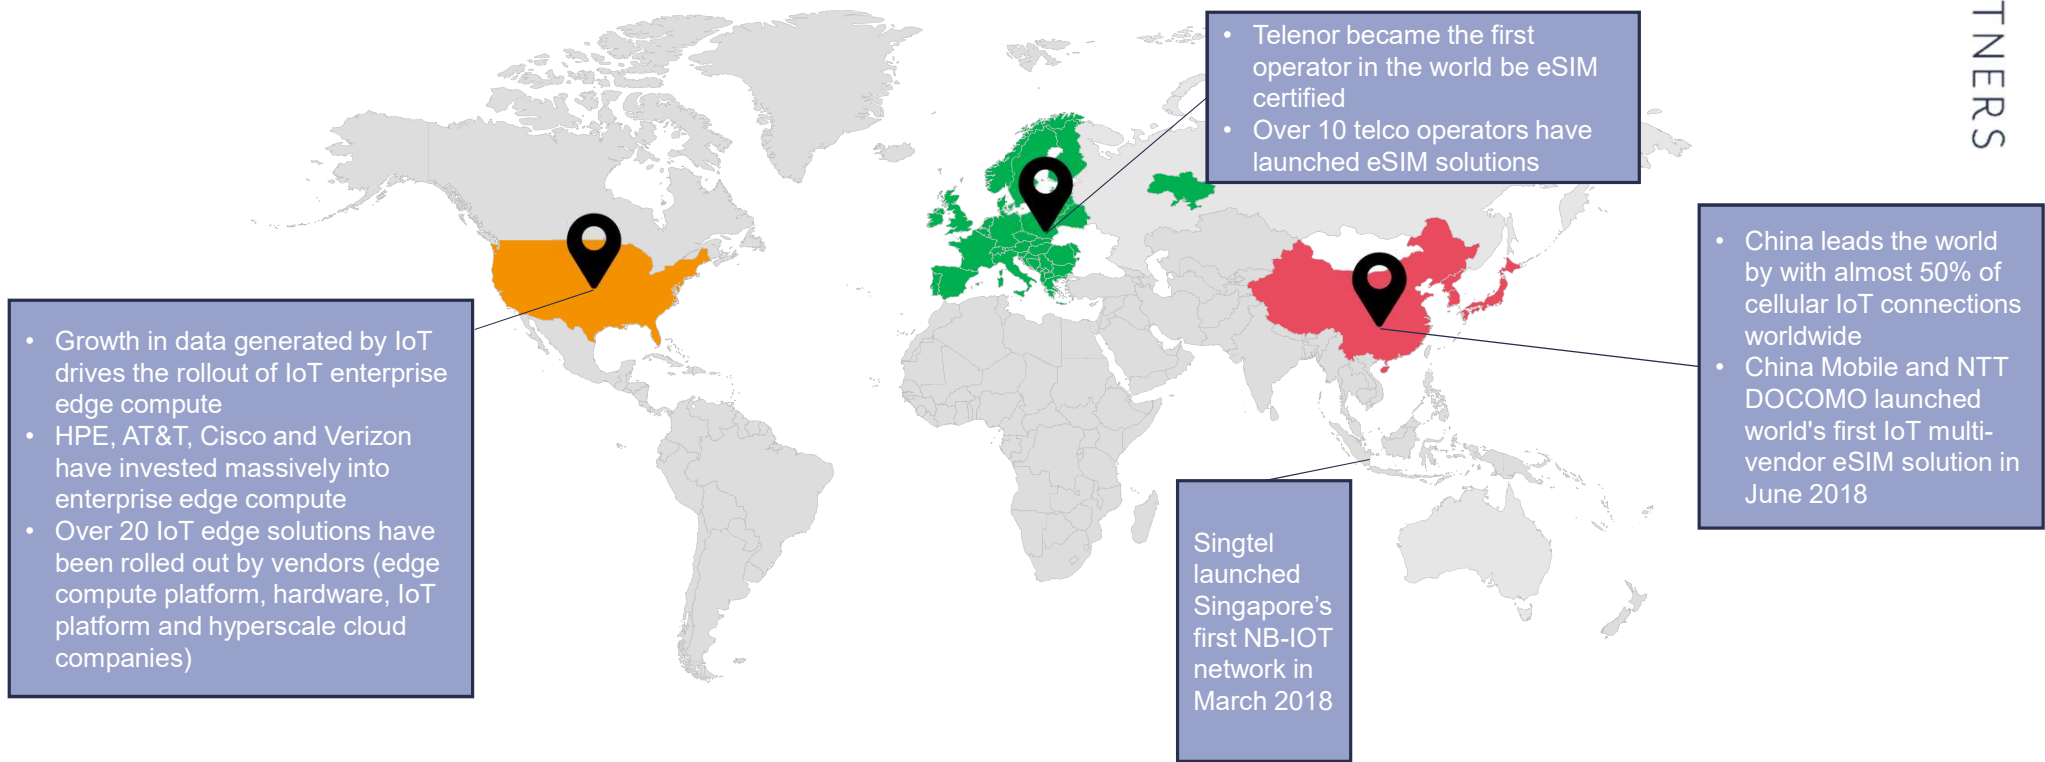 TNERS
• Telenor became the first
operator in the world be eSIM
certified
• Over 10 telco operators have
launched eSIM solutions
• China leads the world
by with almost 50% of
cellular IoT connections
worldwide
• China Mobile and NTT
DOCOMO launched
world's first IoT multi-
vendor eSIM solution in
June 2018
• Growth in data generated by IoT
drives the rollout of IoT enterprise
edge compute
• HPE, AT&T, Cisco and Verizon
have invested massively into
enterprise edge compute
• Over 20 IoT edge solutions have
been rolled out by vendors (edge
compute platform, hardware, IoT
platform and hyperscale cloud
companies)
Singtel
launched
Singapore’s
first NB-IOT
network in
March 2018